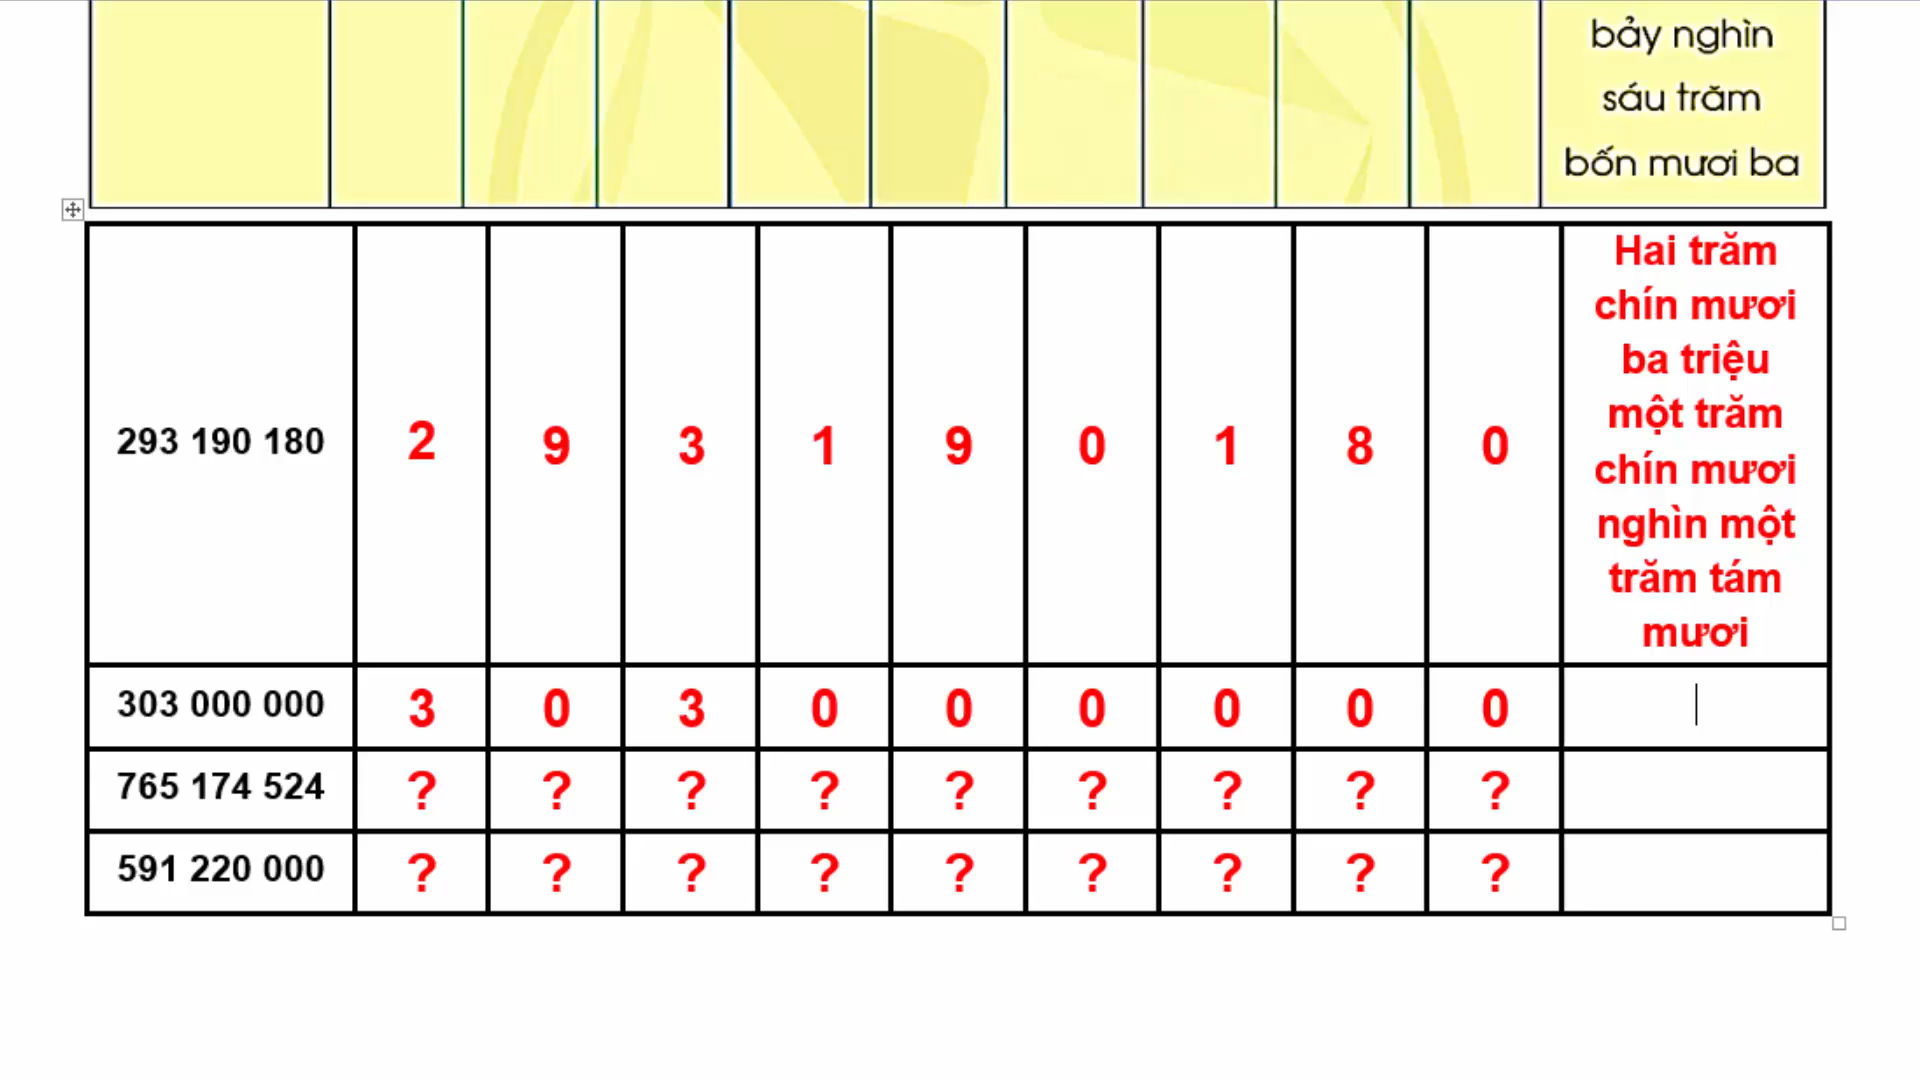 bảy nghìn
sáu trăm
bốn mươi ba
293 190 180 2 9 3 1 9 0 1 8 0
Hai trăm
chín mươi
ba triệu
một trăm
chín mươi
nghìn một
trăm tám
mươi
303 000 000 3 0 3 0 0 0 0 0 0
765 174 524 ? ? ? ? ? ? ? ? ?
591 220 000 ? ? ? ? ? ? ? ? ?